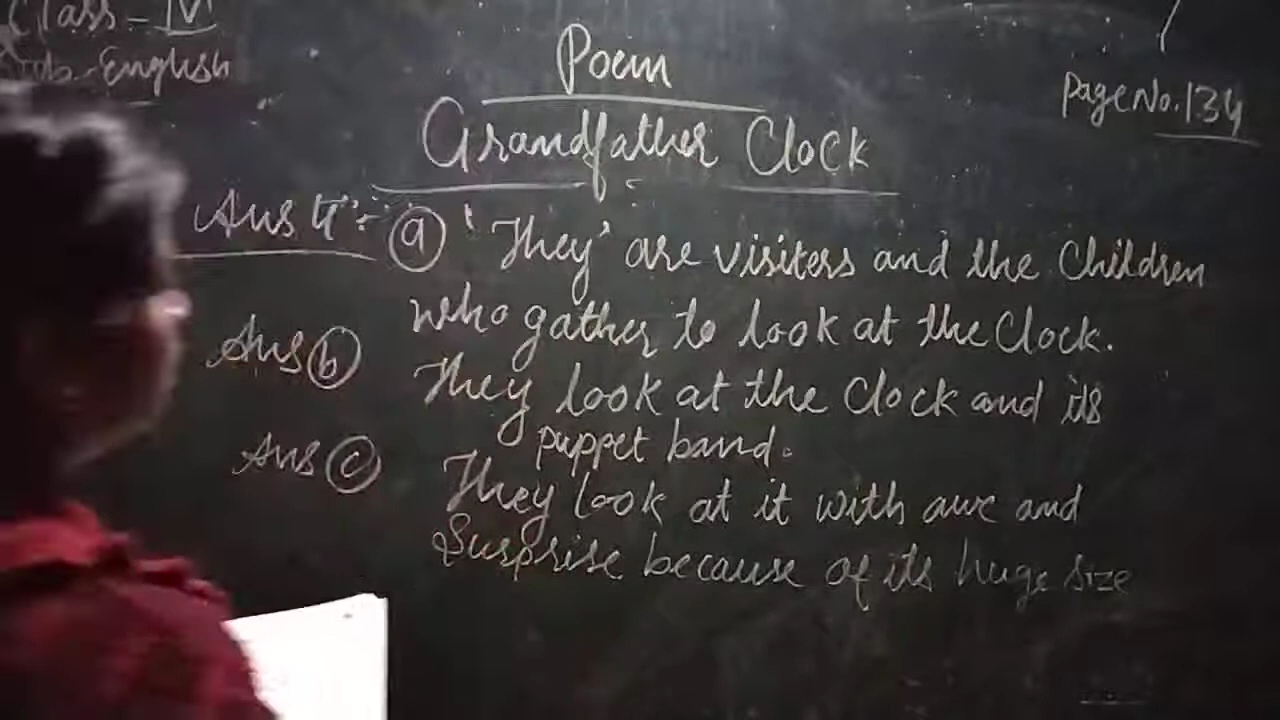 Class - IV
Sub - English
Poem
Page No. 134
Grandfather Clock
Ans 4:- (a) 'They' are visiters and the Children
who gather to look at the Clock.
Ans (b) They look at the Clock and its
puppet band.
Ans (c) They look at it with awe and
Surprise because of its huge size